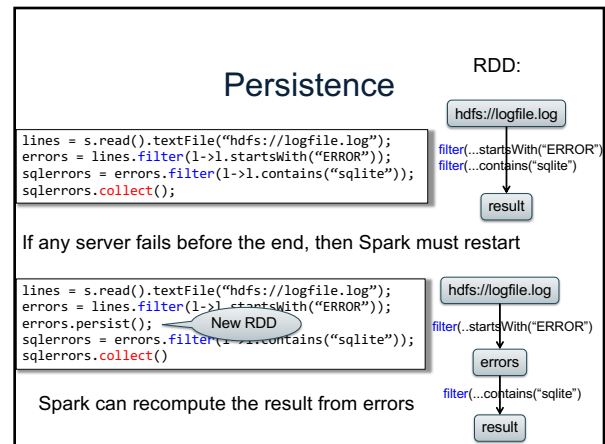 Persistence
RDD:
lines = s.read().textFile(“hdfs://logfile.log”);
errors = lines.filter(l->l.startsWith(“ERROR”));
sqlerrors = errors.filter(l->l.contains(“sqlite”));
sqlerrors.collect();
hdfs://logfile.log
filter(...startsWith(“ERROR”)
filter(...contains(“sqlite”)
result
If any server fails before the end, then Spark must restart
lines = s.read().textFile(“hdfs://logfile.log”);
errors = lines.filter(l->l.startsWith(“ERROR”));
errors.persist();
New RDD
sqlerrors = errors.filter(l->l.contains(“sqlite”));
sqlerrors.collect()
hdfs://logfile.log
filter(..startsWith(“ERROR”)
errors
filter(...contains(“sqlite”)
result
Spark can recompute the result from errors